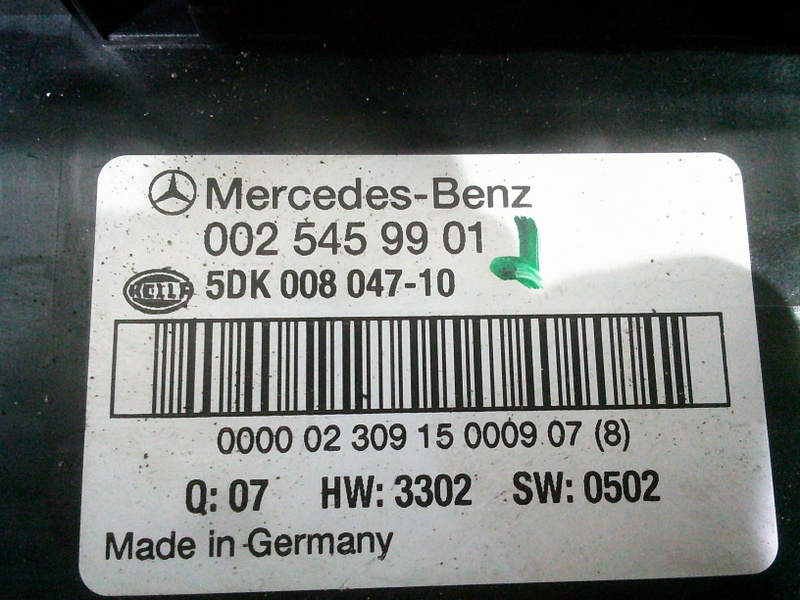 Mercedes-Benz
002 545 99 01
HELLA 5DK 008 047-10
0000 02 309 15 0009 07 (8)
Q: 07 HW: 3302 SW: 0502
Made in Germany